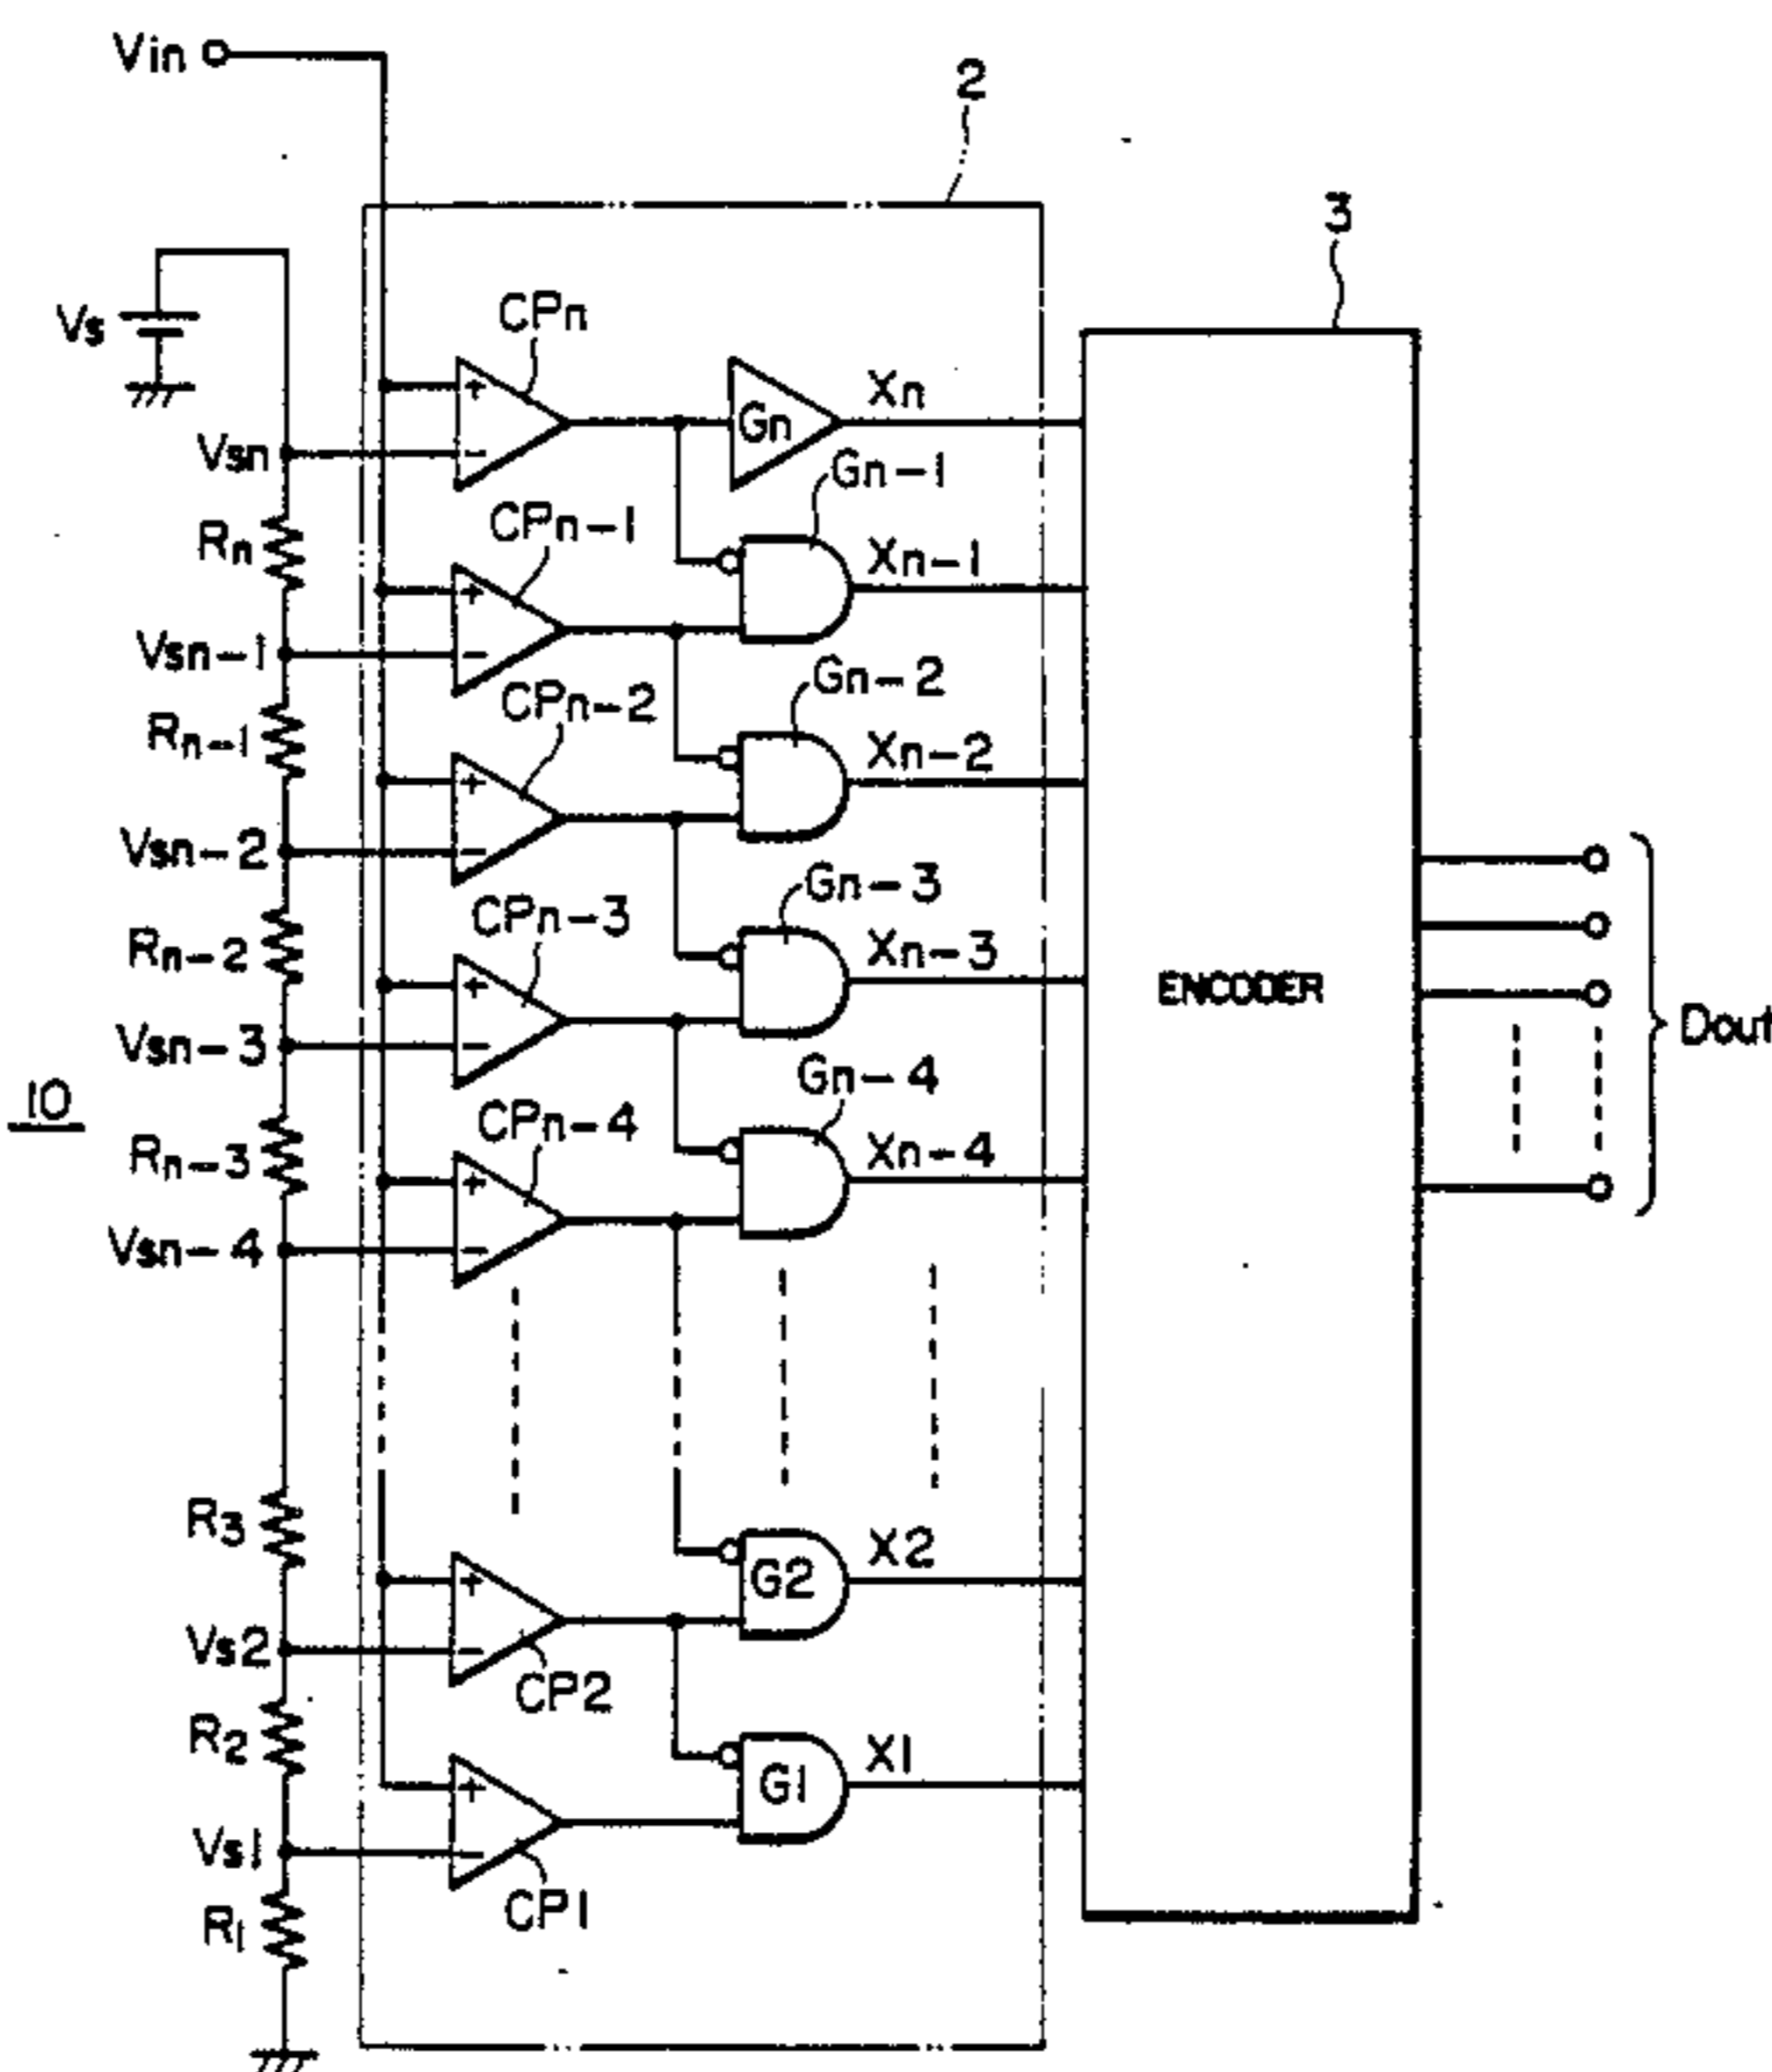 Vin
2
3
Vs
CPn
Gn
Xn
Vsn
Gn-1
Rn
CPn-1
Xn-1
Vsn-1
Gn-2
Rn-1
CPn-2
Xn-2
Vsn-2
Gn-3
Rn-2
CPn-3
Xn-3
ENCODER
Vsn-3
Dout
10
Gn-4
Rn-3
CPn-4
Xn-4
Vsn-4
R3
G2
X2
Vs2
CP2
R2
G1
X1
Vs1
CP1
R1